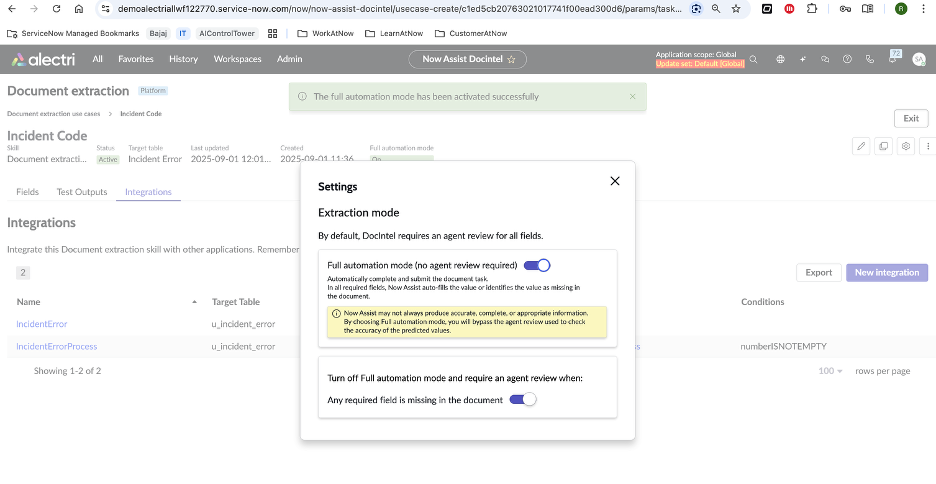 demoalectriallwf122770.service-now.com/now/now-assist-docintel/usecase-create/c1ed5cb20763021017741f00ead300d6/params/task...
ServiceNow Managed Bookmarks Bajaj IT AIControlTower WorkAtNow LearnAtNow CustomerAtNow
alectri All Favorites History Workspaces Admin Now Assist Docintel Application scope: Global
Update set: Default [Global]
72
Document extraction Platform
The full automation mode has been activated successfully
Document extraction use cases > Incident Code
Exit
Incident Code
Skill Status Target table Last updated Created Full automation mode
Document extracti... Active Incident Error 2025-09-01 12:01... 2025-09-01 11:36 On
Fields Test Outputs Integrations
Integrations
Integrate this Document extraction skill with other applications. Remember
2 Export New integration
Name Target Table Conditions
IncidentError u_incident_error
IncidentErrorProcess u_incident_error ss numberISNOTEMPTY
Showing 1-2 of 2 100 rows per page
Settings
Extraction mode
By default, DocIntel requires an agent review for all fields.
Full automation mode (no agent review required)
Automatically complete and submit the document task.
In all required fields, Now Assist auto-fills the value or identifies the value as missing in
the document.
Now Assist may not always produce accurate, complete, or appropriate information.
By choosing Full automation mode, you will bypass the agent review used to check
the accuracy of the predicted values.
Turn off Full automation mode and require an agent review when:
Any required field is missing in the document